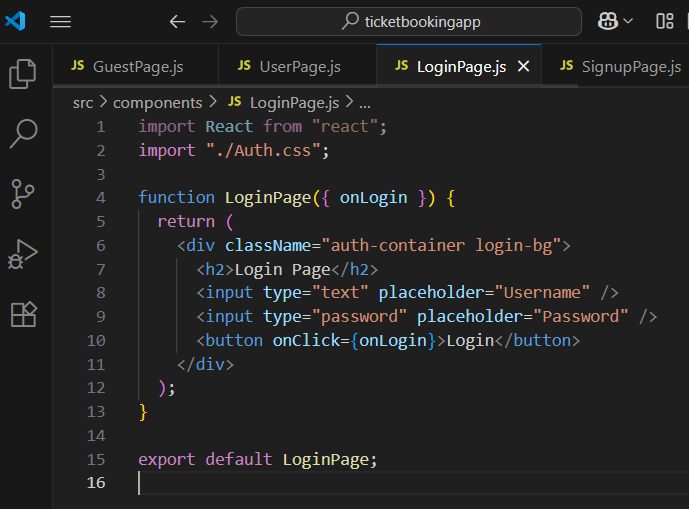 ticketbookingapp
JS GuestPage.js JS UserPage.js JS LoginPage.js JS SignupPage.js
src > components > JS LoginPage.js > ...
1 import React from "react";
2 import "./Auth.css";
3
4 function LoginPage({ onLogin }) {
5 return (
6 <div className="auth-container login-bg">
7 <h2>Login Page</h2>
8 <input type="text" placeholder="Username" />
9 <input type="password" placeholder="Password" />
10 <button onClick={onLogin}>Login</button>
11 </div>
12 );
13 }
14
15 export default LoginPage;
16